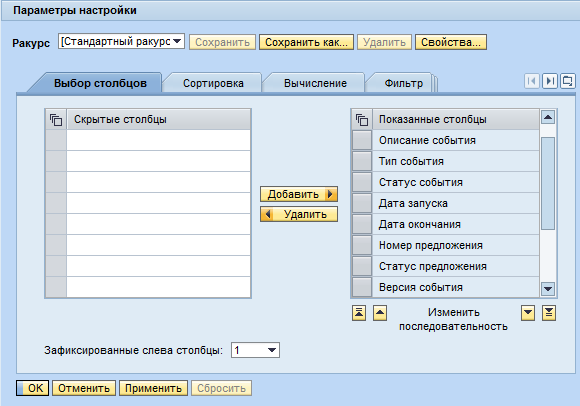 Параметры настройки
Ракурс [Стандартный ракурс Сохранить Сохранить как... Удалить Свойства...
Выбор столбцов Сортировка Вычисление Фильтр
Скрытые столбцы
Показанные столбцы
Описание события
Тип события
Статус события
Дата запуска
Дата окончания
Номер предложения
Статус предложения
Версия события
Добавить
Удалить
Изменить
последовательность
Зафиксированные слева столбцы: 1
OK Отменить Применить Сбросить